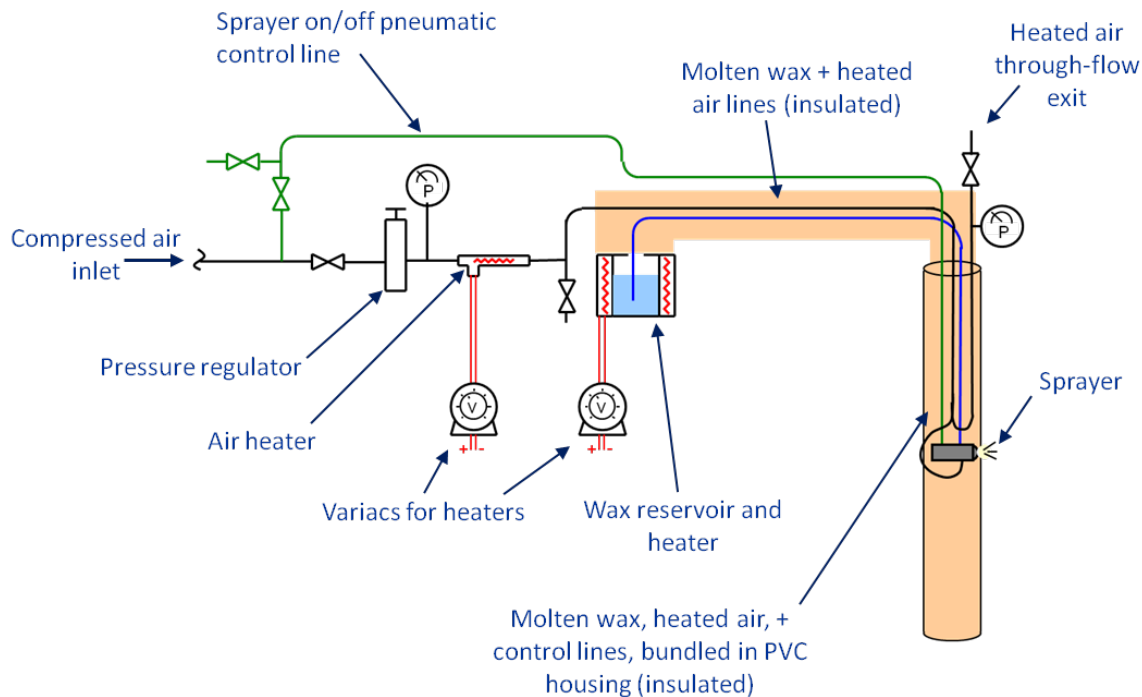 Sprayer on/off pneumatic
control line
Heated air
through-flow
exit
Molten wax + heated
air lines (insulated)
P
P
Compressed air
inlet
Pressure regulator
Air heater
V
V
+ -
+ -
Sprayer
Variacs for heaters
Wax reservoir and
heater
Molten wax, heated air, +
control lines, bundled in PVC
housing (insulated)